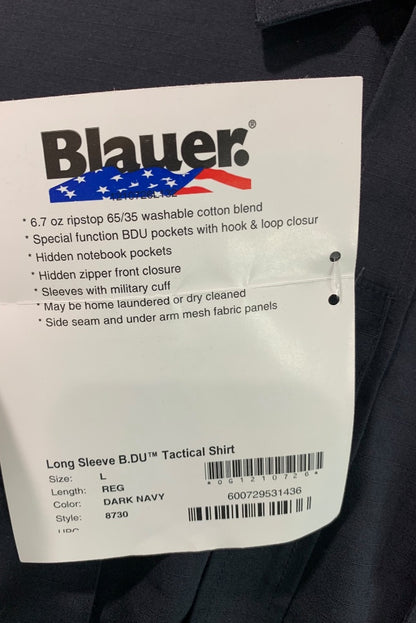 Blauer.®
* 6.7 oz ripstop 65/35 washable cotton blend
* Special function BDU pockets with hook & loop closur
* Hidden notebook pockets
* Hidden zipper front closure
* Sleeves with military cuff
* May be home laundered or dry cleaned
* Side seam and under arm mesh fabric panels
Long Sleeve B.DU™ Tactical Shirt
Size: L
Length: REG
Color: DARK NAVY
Style: 8730
*0G1210726*
600729531436